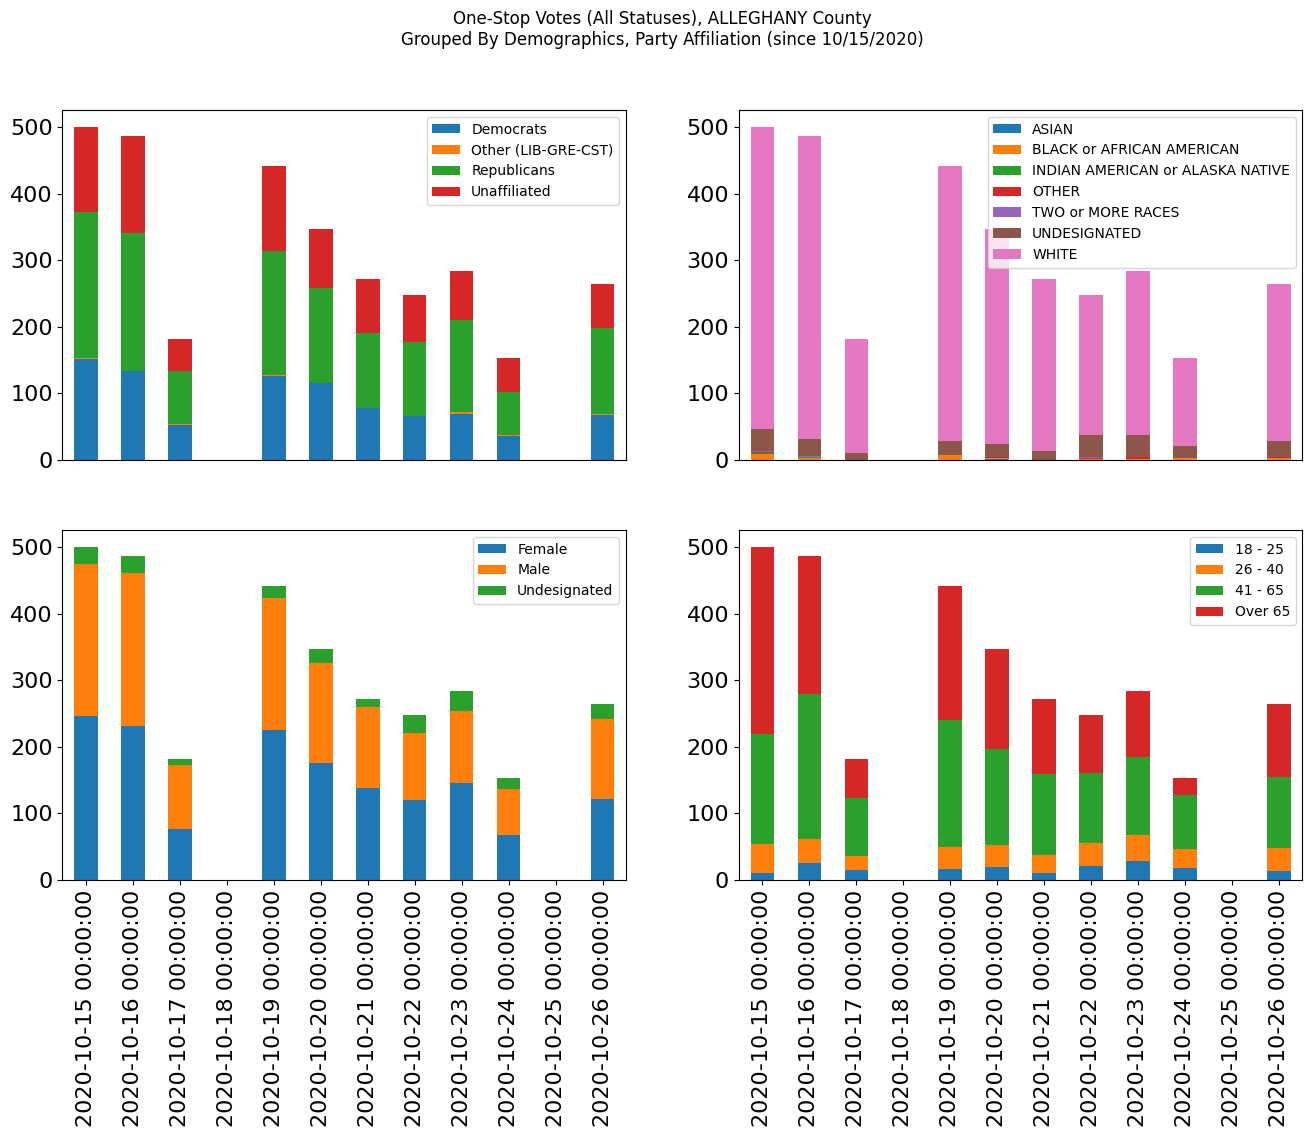 One-Stop Votes (All Statuses), ALLEGHANY County
Grouped By Demographics, Party Affiliation (since 10/15/2020)
500
400
300
200
100
0
Democrats
Other (LIB-GRE-CST)
Republicans
Unaffiliated
500
400
300
200
100
0
ASIAN
BLACK or AFRICAN AMERICAN
INDIAN AMERICAN or ALASKA NATIVE
OTHER
TWO or MORE RACES
UNDESIGNATED
WHITE
500
400
300
200
100
0
Female
Male
Undesignated
2020-10-15 00:00:00
2020-10-16 00:00:00
2020-10-17 00:00:00
2020-10-18 00:00:00
2020-10-19 00:00:00
2020-10-20 00:00:00
2020-10-21 00:00:00
2020-10-22 00:00:00
2020-10-23 00:00:00
2020-10-24 00:00:00
2020-10-25 00:00:00
2020-10-26 00:00:00
500
400
300
200
100
0
18 - 25
26 - 40
41 - 65
Over 65
2020-10-15 00:00:00
2020-10-16 00:00:00
2020-10-17 00:00:00
2020-10-18 00:00:00
2020-10-19 00:00:00
2020-10-20 00:00:00
2020-10-21 00:00:00
2020-10-22 00:00:00
2020-10-23 00:00:00
2020-10-24 00:00:00
2020-10-25 00:00:00
2020-10-26 00:00:00